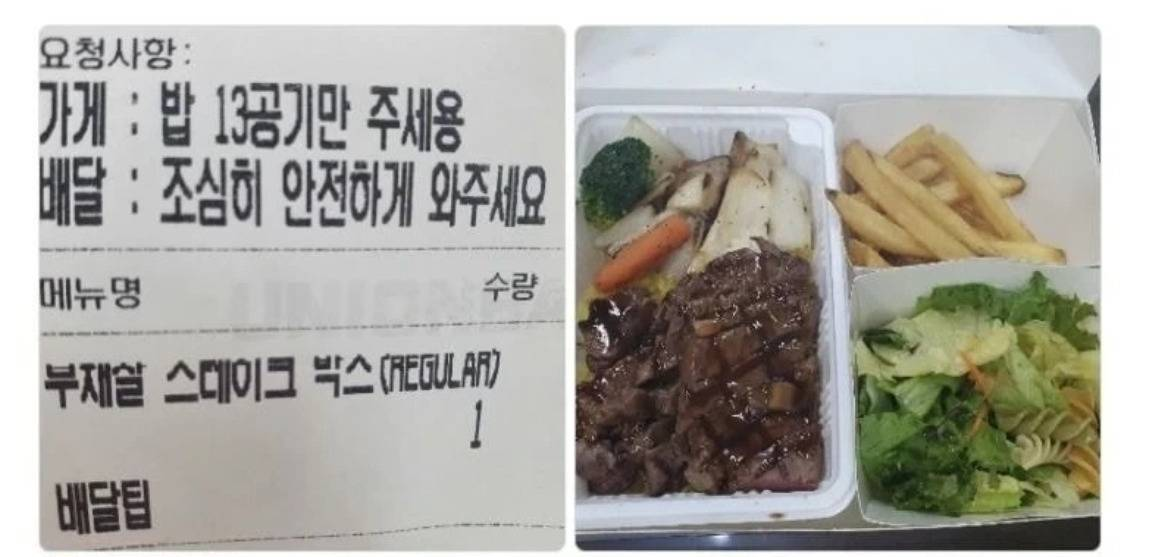 요청사항:
가게 : 밥 13공기만 주세용
배달 : 조심히 안전하게 와주세요
메뉴명 수량
부채살 스테이크 박스(REGULAR)
1
배달팁